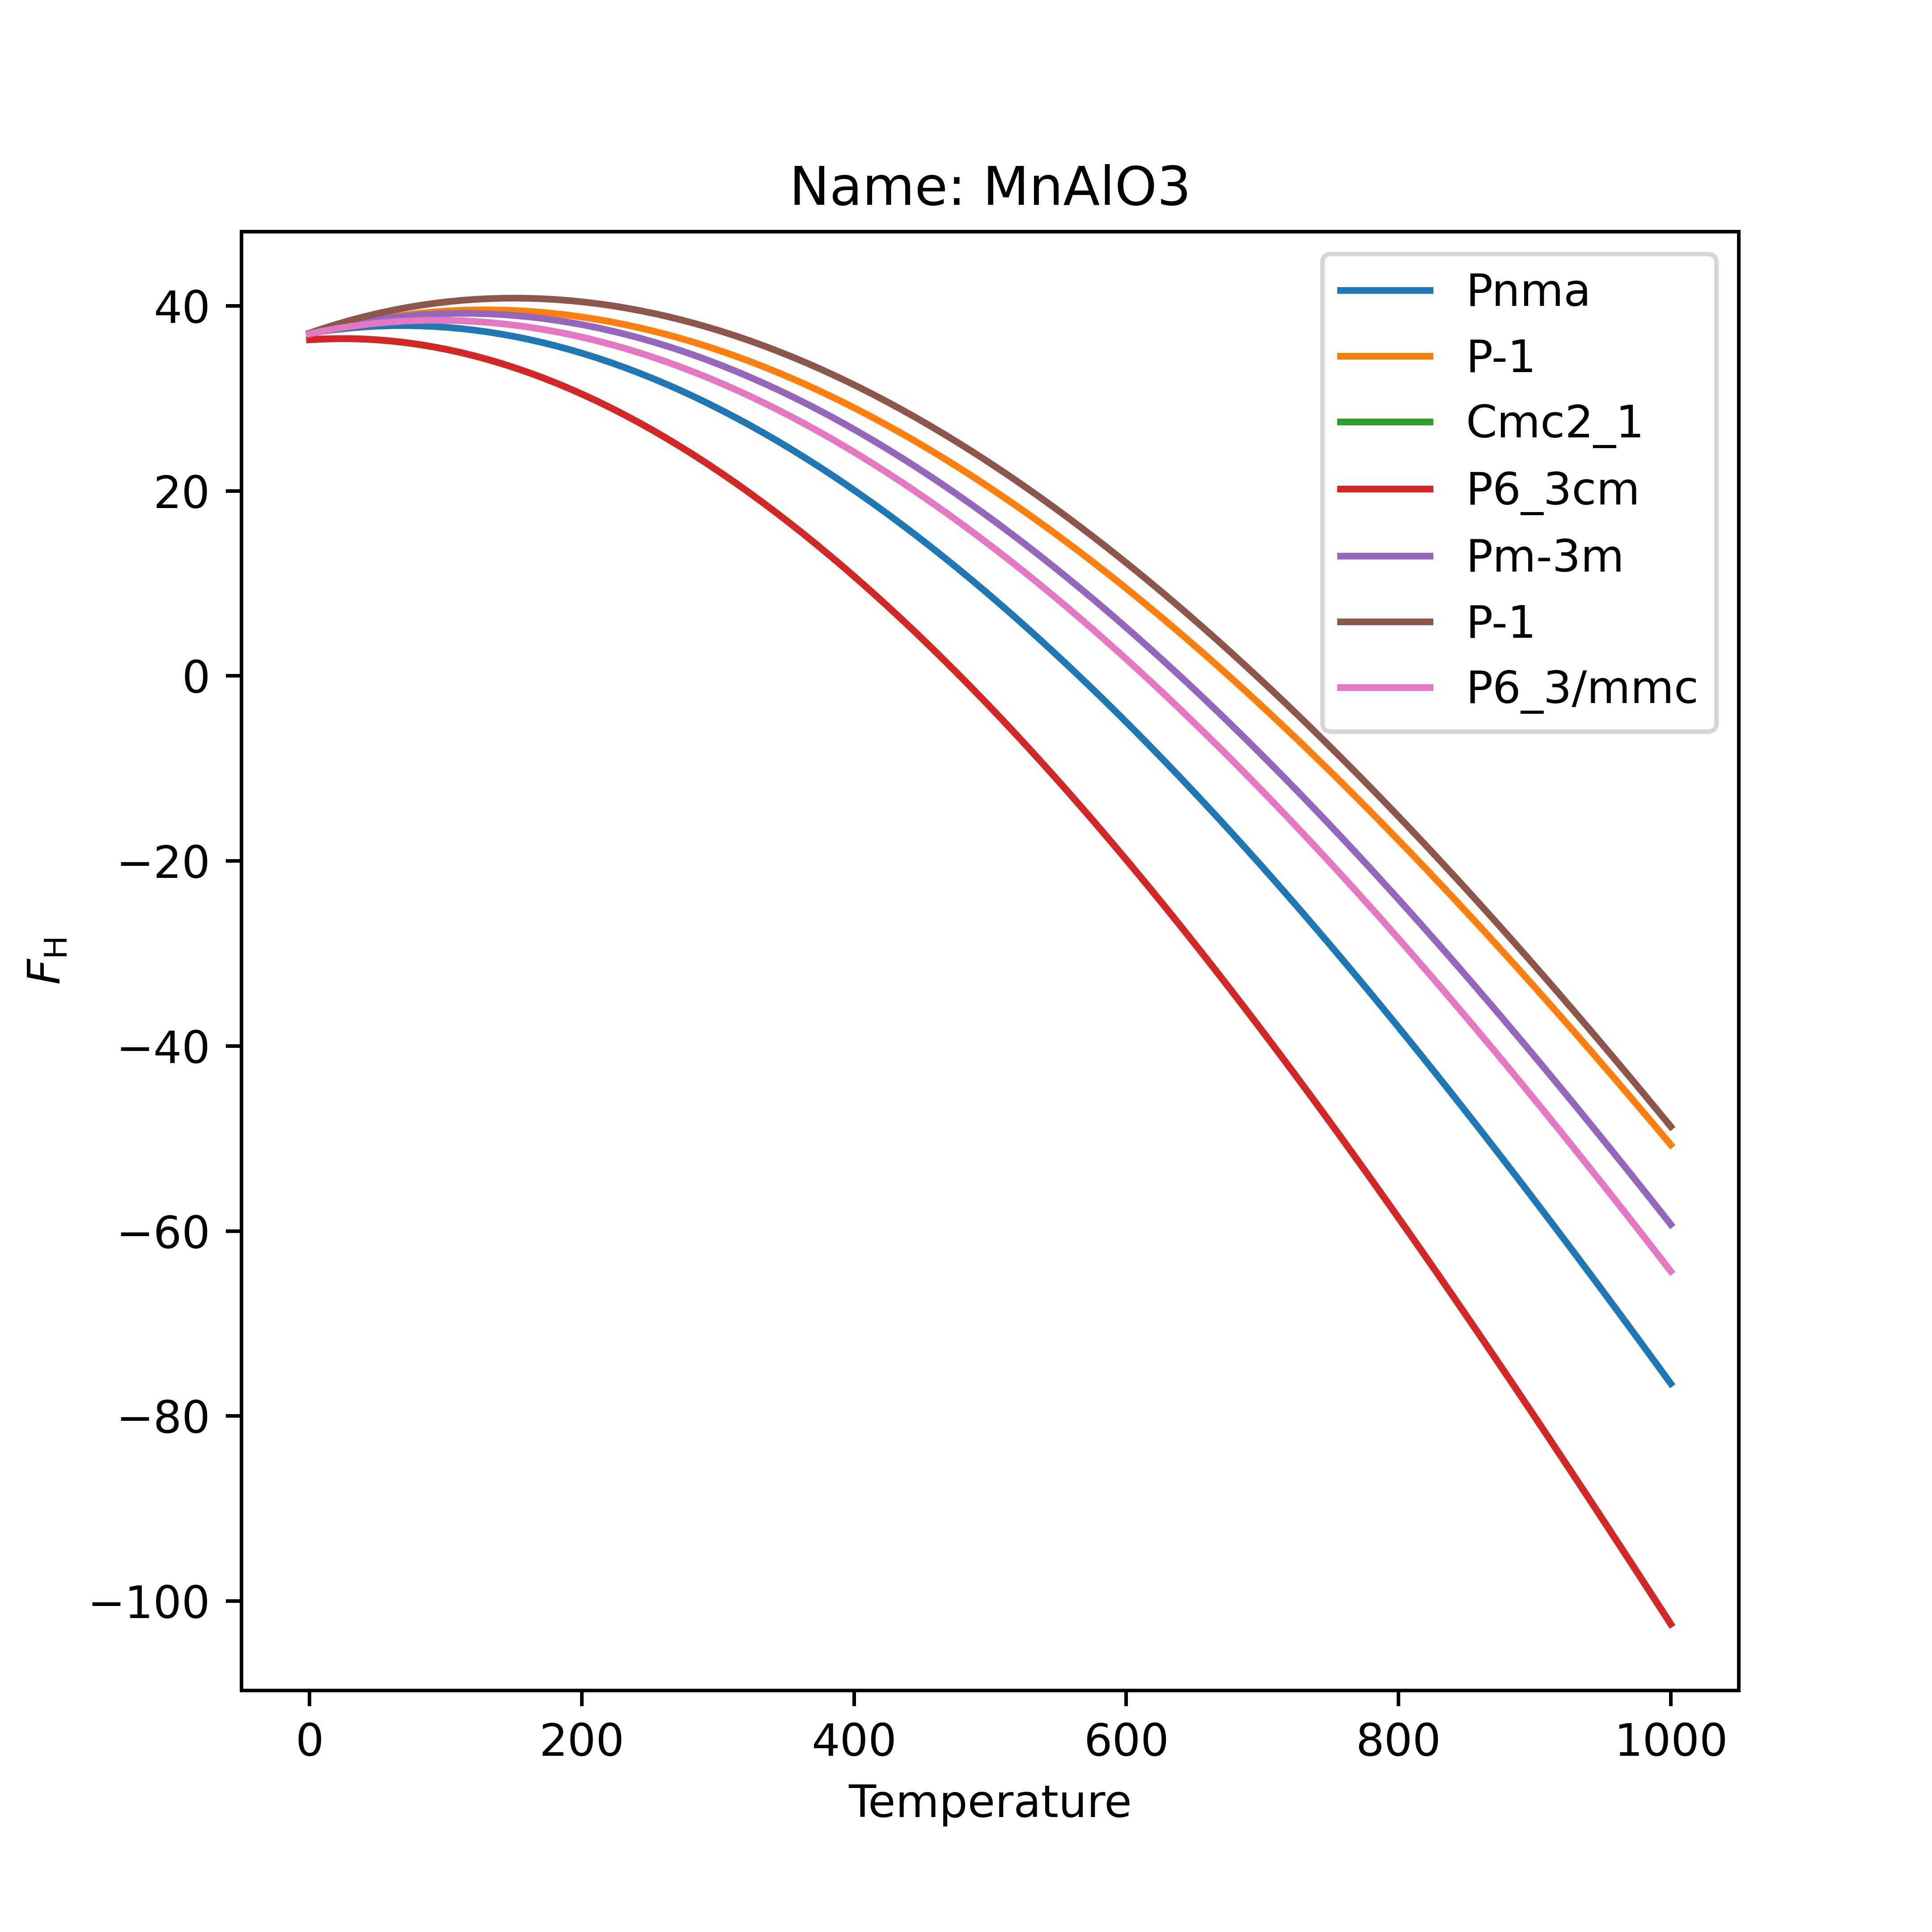 Name: MnAlO3
Pnma
P-1
Cmc2_1
P6_3cm
Pm-3m
P-1
P6_3/mmc
40
20
0
−20
−40
−60
−80
−100
F_H
0 200 400 600 800 1000
Temperature